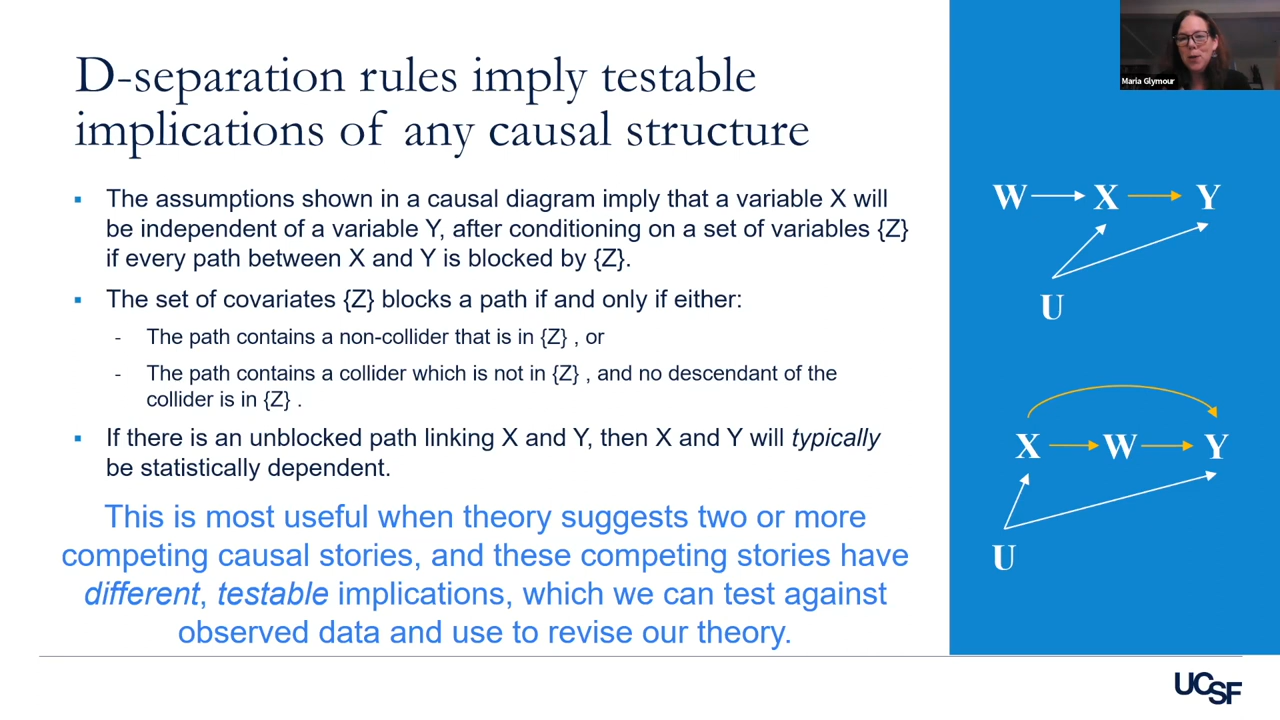 D-separation rules imply testable
implications of any causal structure
▪ The assumptions shown in a causal diagram imply that a variable X will
be independent of a variable Y, after conditioning on a set of variables {Z}
if every path between X and Y is blocked by {Z}.
▪ The set of covariates {Z} blocks a path if and only if either:
- The path contains a non-collider that is in {Z} , or
- The path contains a collider which is not in {Z} , and no descendant of the
collider is in {Z} .
▪ If there is an unblocked path linking X and Y, then X and Y will typically
be statistically dependent.
This is most useful when theory suggests two or more
competing causal stories, and these competing stories have
different, testable implications, which we can test against
observed data and use to revise our theory.
Maria Glymour
W X Y
U
X W Y
U
UCSF